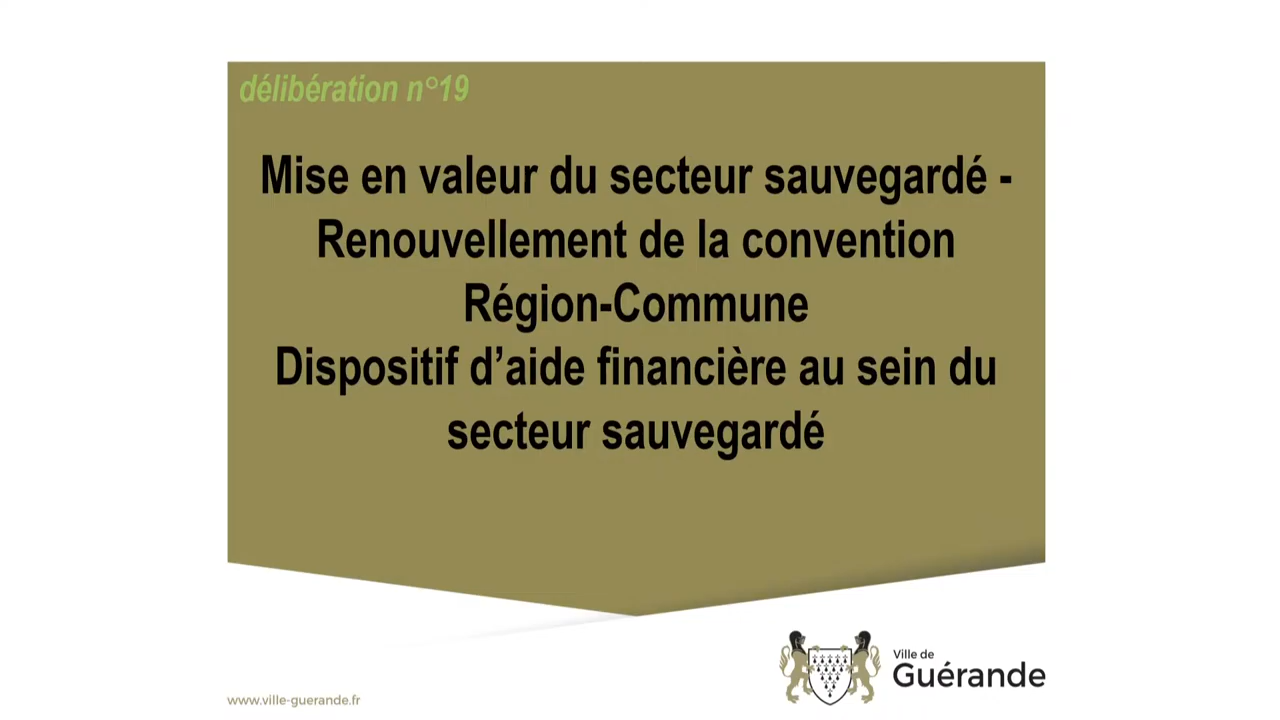 délibération n°19
Mise en valeur du secteur sauvegardé -
Renouvellement de la convention
Région-Commune
Dispositif d’aide financière au sein du
secteur sauvegardé
Ville de
Guérande
www.ville-guerande.fr